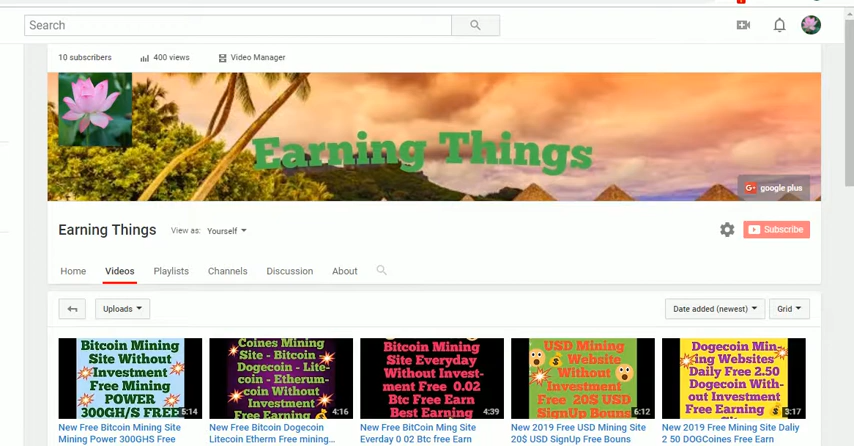 Search
10 subscribers
400 views
Video Manager
Earning Things
google plus
Earning Things
View as:
Yourself
Subscribe
Home
Videos
Playlists
Channels
Discussion
About
Uploads
Date added (newest)
Grid
Bitcoin Mining
Site Without
Investment
Free Mining
POWER
300GH/S FREE
5:14
Coines Mining
Site - Bitcoin
Dogecoin - Lite-
coin - Etherum-
coin Without
Investment
Free Earning
4:16
Bitcoin Mining
Site Everyday
Without Invest-
ment Free 0.02
Btc free Earn
Best Earning
4:39
USD Mining
Website
Without
Investment
Free 20$ USD
SignUp Bouns
6:12
Dogecoin Min-
ing Websites
Daily Free 2.50
Dogecoin With-
out Investment
Free Earning
3:17
New Free Bitcoin Mining Site
Mining Power 300GHS Free
New Free Bitcoin Dogecoin
Litecoin Etherm Free mining...
New Free Bitcoin Ming Site
Everday 0 02 Btc free Earn
New 2019 Free USD Mining Site
20$ USD SignUp Free Bouns
New 2019 Free Mining Site Daliy
2 50 DOGCoines Free Earn